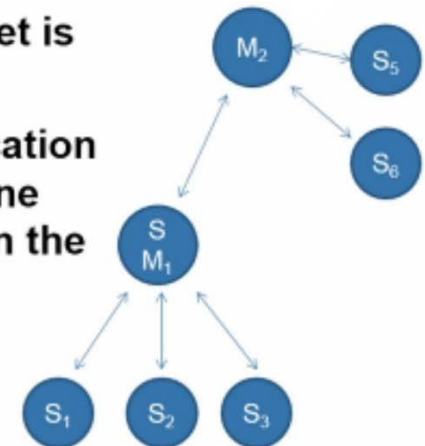 et is
ation
ne
n the
M₂
S₅
S₆
S
M₁
S₁
S₂
S₃